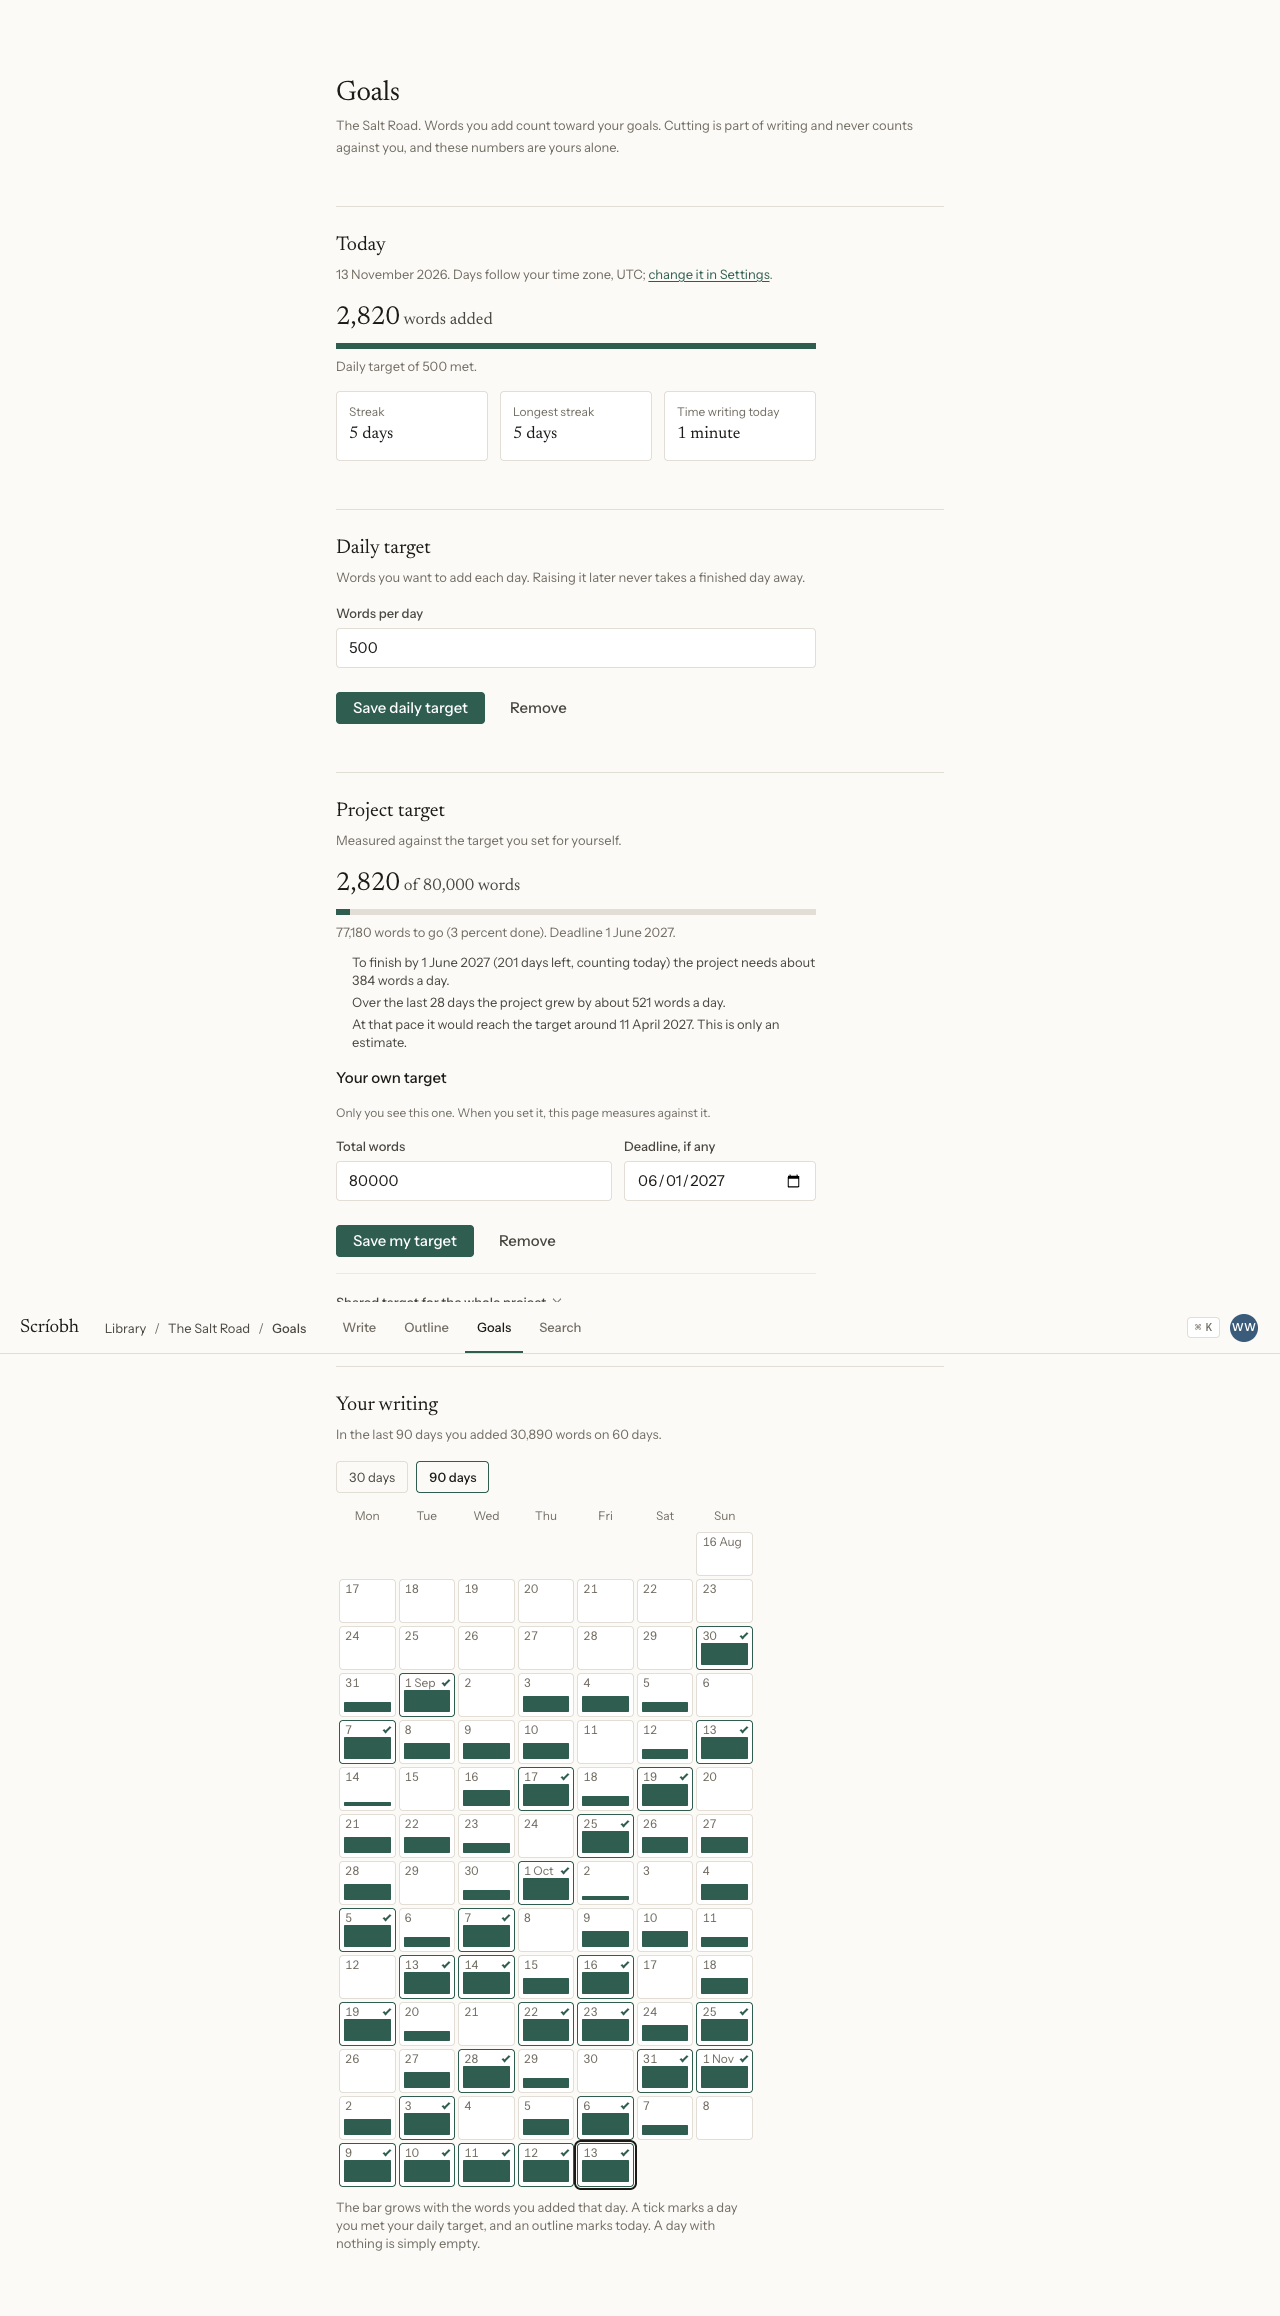 Goals
The Salt Road. Words you add count toward your goals. Cutting is part of writing and never counts
against you, and these numbers are yours alone.
Today
13 November 2026. Days follow your time zone, UTC; change it in Settings.
2,820 words added
Daily target of 500 met.
Streak
5 days
Longest streak
5 days
Time writing today
1 minute
Daily target
Words you want to add each day. Raising it later never takes a finished day away.
Words per day
500
Save daily target Remove
Project target
Measured against the target you set for yourself.
2,820 of 80,000 words
77,180 words to go (3 percent done). Deadline 1 June 2027.
To finish by 1 June 2027 (201 days left, counting today) the project needs about
384 words a day.
Over the last 28 days the project grew by about 521 words a day.
At that pace it would reach the target around 11 April 2027. This is only an
estimate.
Your own target
Only you see this one. When you set it, this page measures against it.
Total words Deadline, if any
80000 06/01/2027
Save my target Remove
Shared target for the whole project
Scríobh Library / The Salt Road / Goals Write Outline Goals Search ⌘ K WW
Your writing
In the last 90 days you added 30,890 words on 60 days.
30 days 90 days
Mon Tue Wed Thu Fri Sat Sun
16 Aug
17 18 19 20 21 22 23
24 25 26 27 28 29 30
31 1 Sep 2 3 4 5 6
7 8 9 10 11 12 13
14 15 16 17 18 19 20
21 22 23 24 25 26 27
28 29 30 1 Oct 2 3 4
5 6 7 8 9 10 11
12 13 14 15 16 17 18
19 20 21 22 23 24 25
26 27 28 29 30 31 1 Nov
2 3 4 5 6 7 8
9 10 11 12 13
The bar grows with the words you added that day. A tick marks a day
you met your daily target, and an outline marks today. A day with
nothing is simply empty.